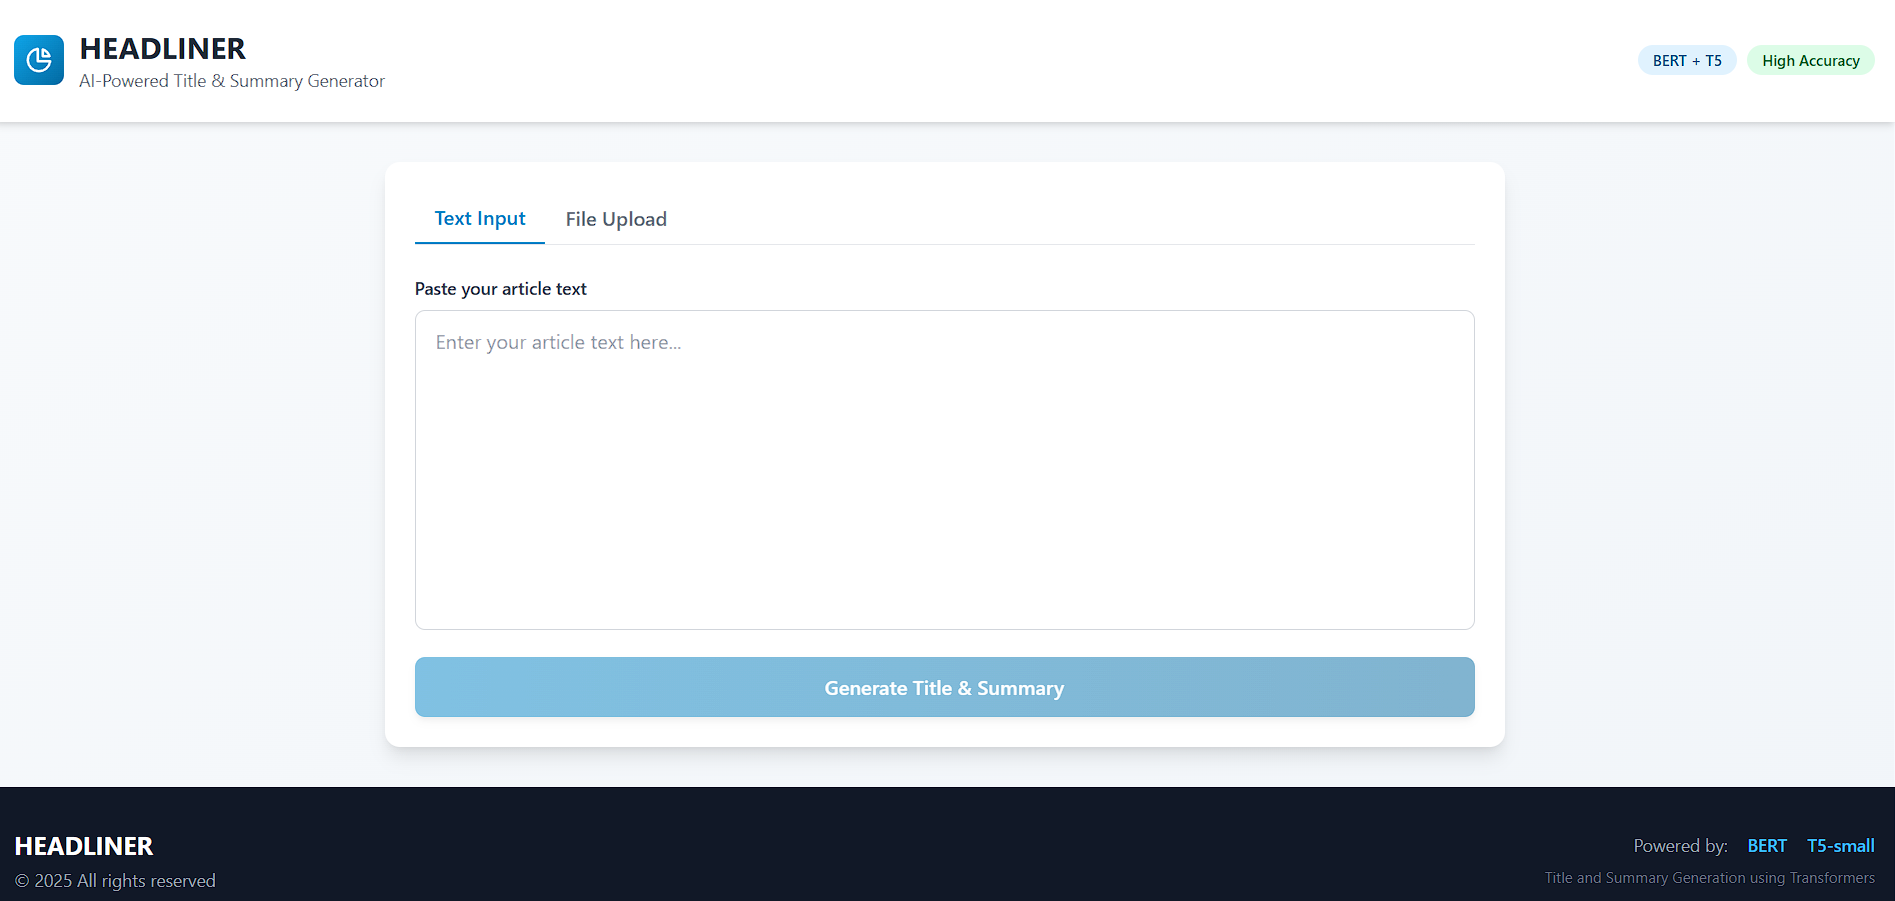 HEADLINER
AI-Powered Title & Summary Generator
BERT + T5
High Accuracy
Text Input
File Upload
Paste your article text
Enter your article text here...
Generate Title & Summary
HEADLINER
© 2025 All rights reserved
Powered by: BERT T5-small
Title and Summary Generation using Transformers